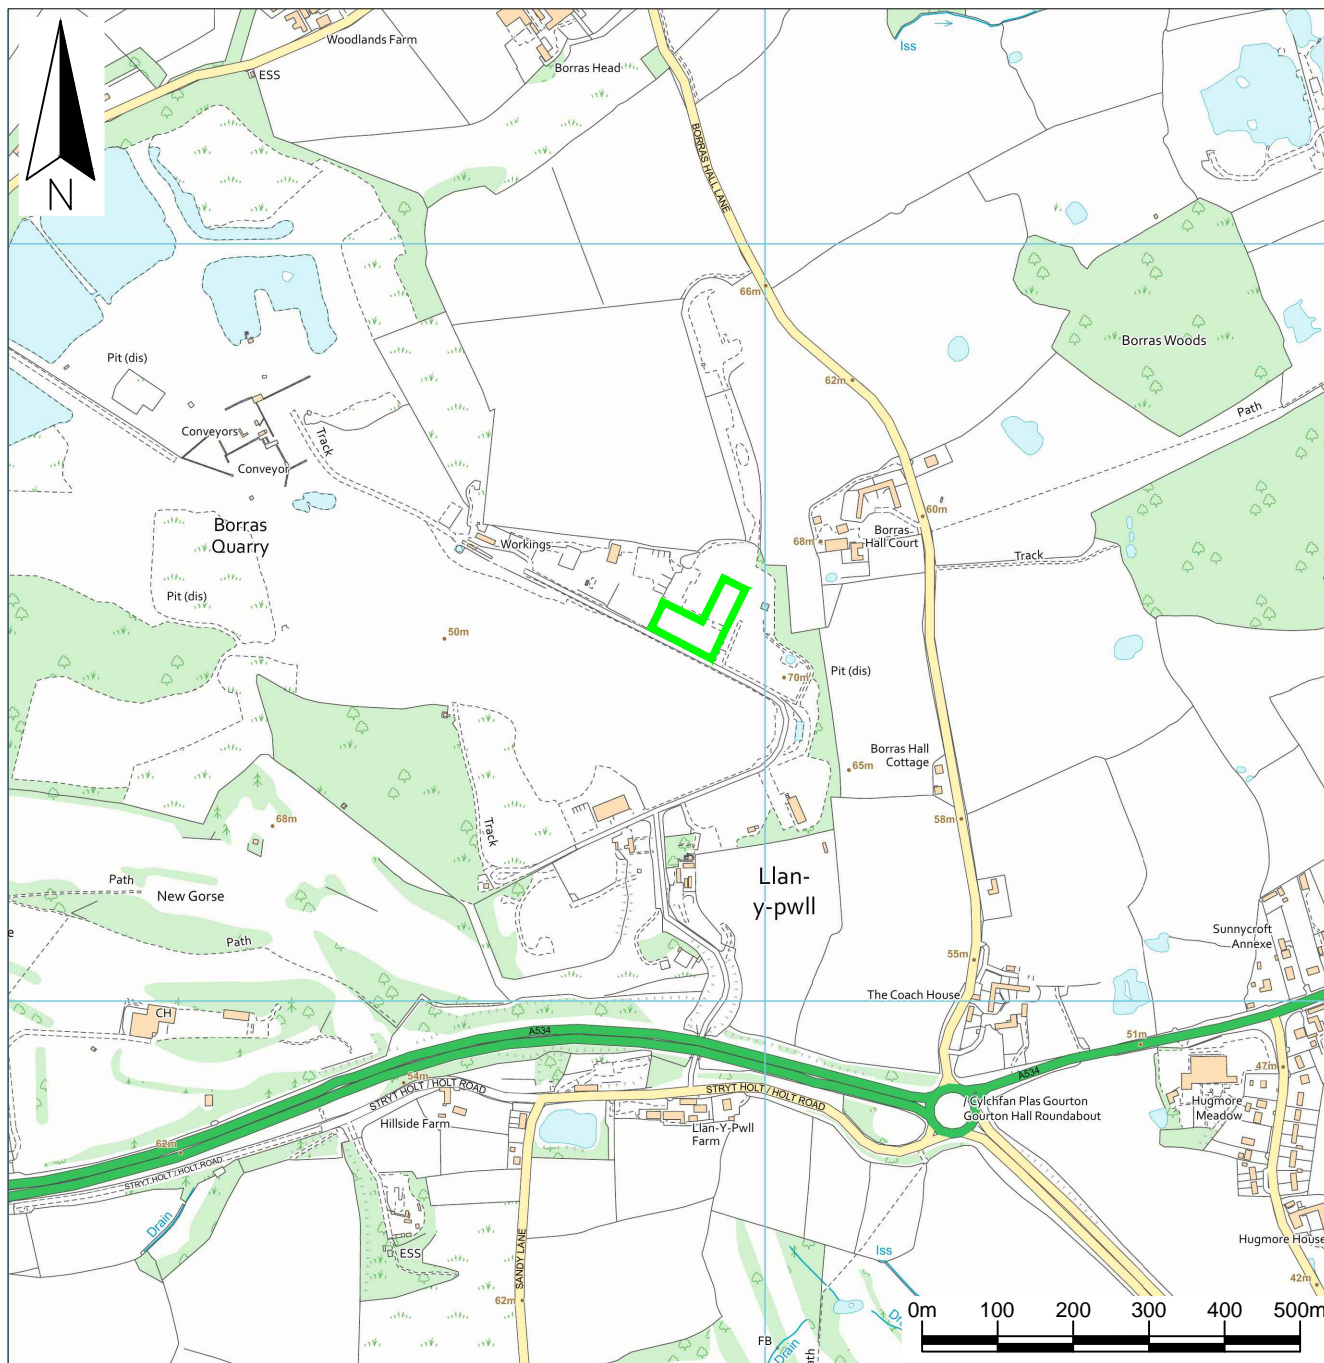 Woodlands Farm
ESS
Borras Head
Iss
N
BORRAS HALL LANE
66m
Borras Woods
Pit (dis)
62m
Path
Conveyors
Track
Conveyor
Borras
Quarry
Workings
60m
Borras
Hall Court
68m
Track
Pit (dis)
50m
Pit (dis)
70m
Borras Hall
Cottage
65m
68m
58m
Track
Path
New Gorse
Llan-
y-pwll
Path
e
Sunnycroft
Annexe
55m
The Coach House
CH
A534
51m
A534
54m
STRYT HOLT / HOLT ROAD
STRYT HOLT / HOLT ROAD
47m
/ Cylchfan Plas Gourton
Gourton Hall Roundabout
Hugmore
Meadow
Hillside Farm
Llan-Y-Pwll
Farm
62m
STRYT HOLT / HOLT ROAD
Drain
ESS
SANDY LANE
Iss
Hugmore House
62m
42m
0m 100 200 300 400 500m
FB
Drain